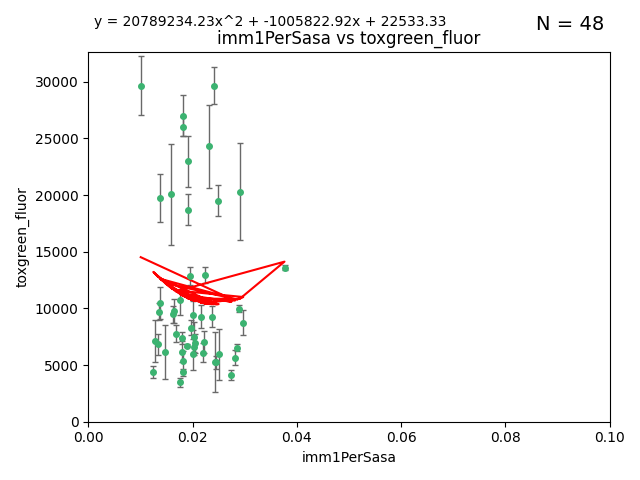 y = 20789234.23x^2 + -1005822.92x + 22533.33
N = 48
imm1PerSasa vs toxgreen_fluor
toxgreen_fluor
30000
25000
20000
15000
10000
5000
0
0.00 0.02 0.04 0.06 0.08 0.10
imm1PerSasa